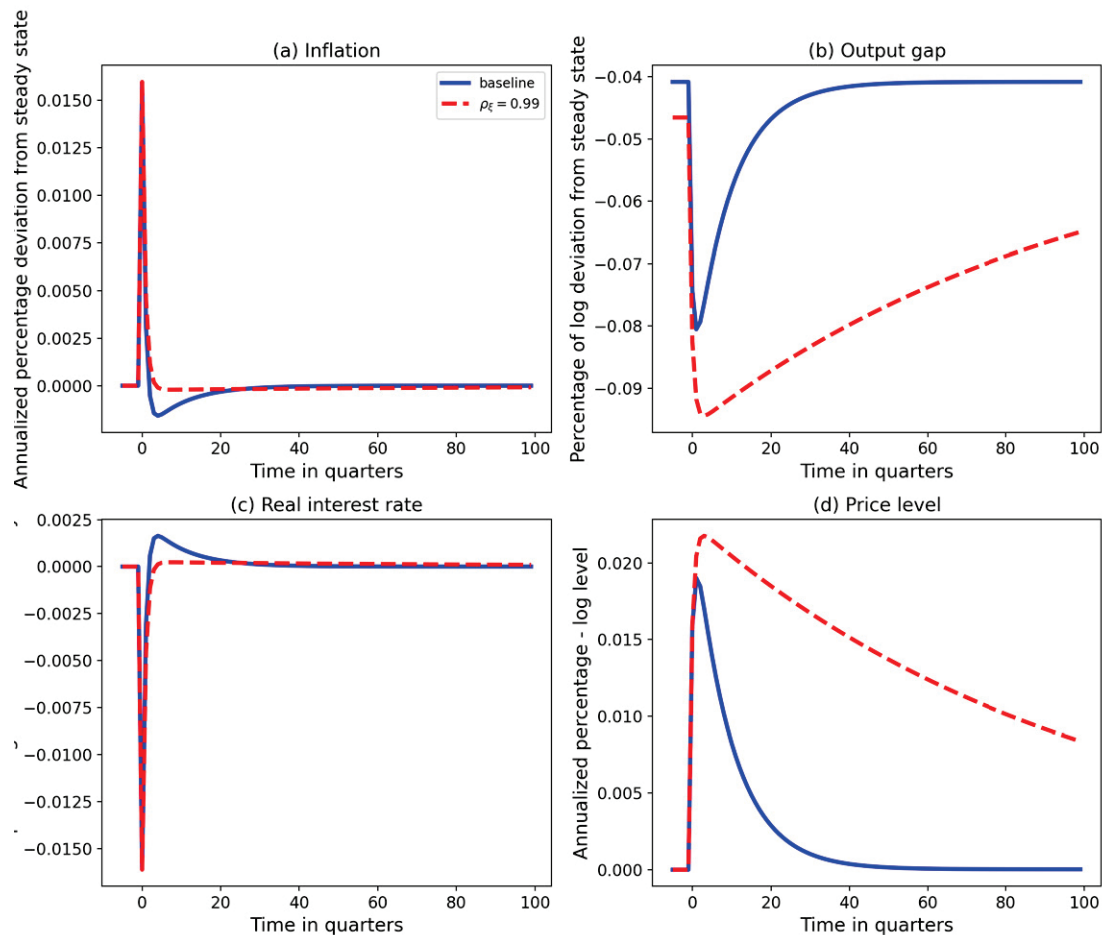 (a) Inflation
Annualized percentage deviation from steady state
0.0150
0.0125
0.0100
0.0075
0.0050
0.0025
0.0000
baseline
ρξ = 0.99
0 20 40 60 80 100
Time in quarters
(b) Output gap
Percentage of log deviation from steady state
−0.04
−0.05
−0.06
−0.07
−0.08
−0.09
0 20 40 60 80 100
Time in quarters
(c) Real interest rate
0.0025
0.0000
−0.0025
−0.0050
−0.0075
−0.0100
−0.0125
−0.0150
0 20 40 60 80 100
Time in quarters
(d) Price level
Annualized percentage - log level
0.020
0.015
0.010
0.005
0.000
0 20 40 60 80 100
Time in quarters